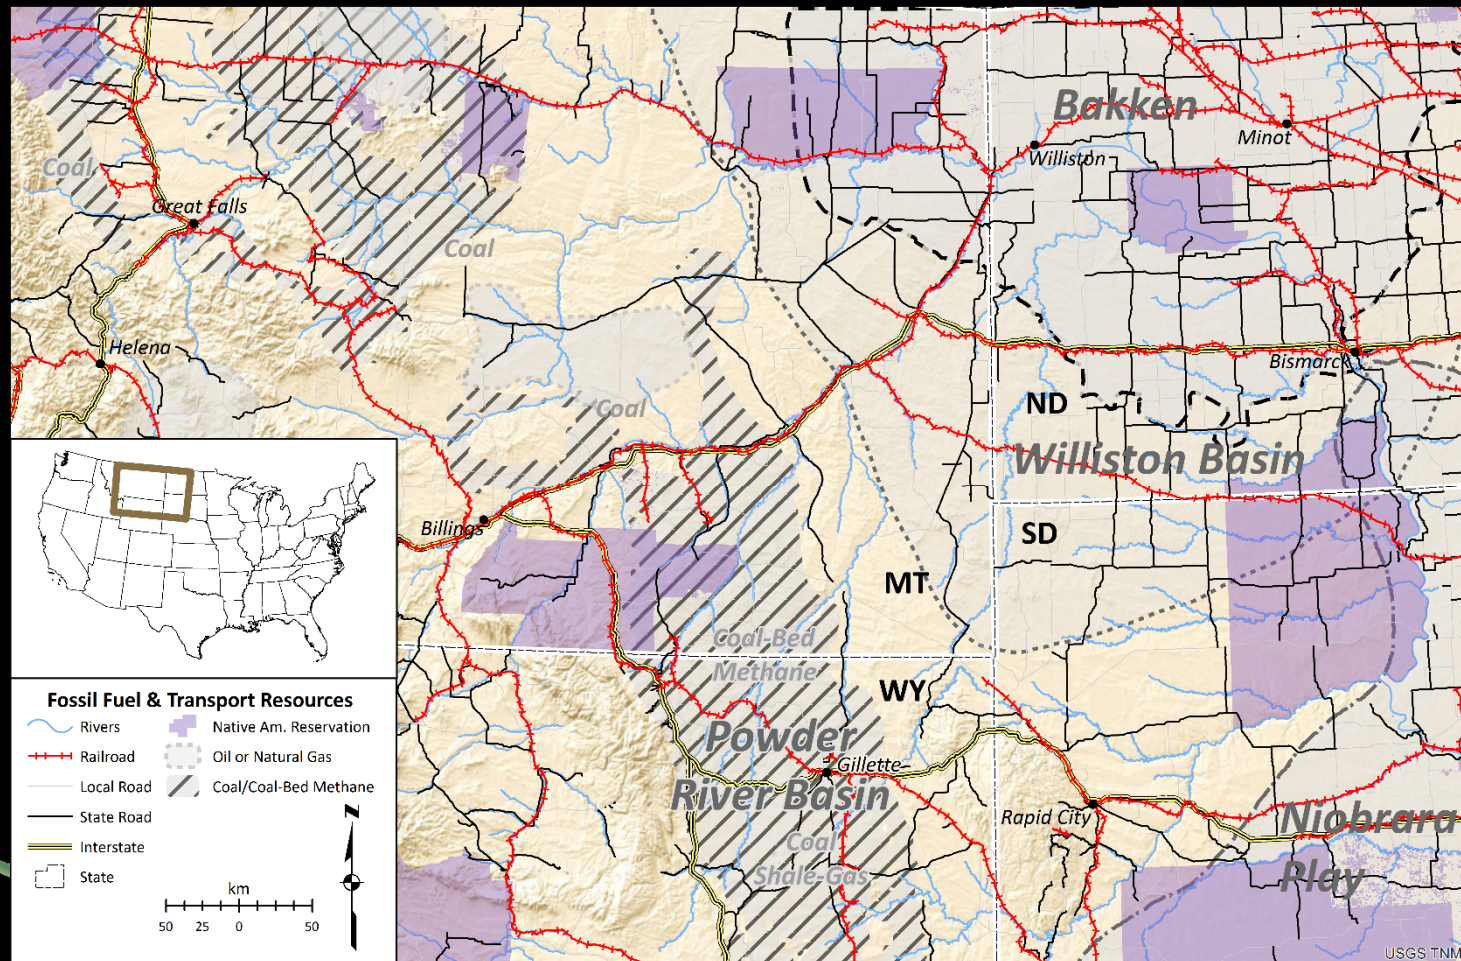 Bakken
Minot
Williston
Coal
Great Falls
Coal
Helena
Bismarck
ND
Coal
Williston Basin
Billings
SD
MT
Coal-Bed
Methane
WY
Powder
River Basin
Gillette
Rapid City
Niobrara
Play
Coal
Shale-Gas
Fossil Fuel & Transport Resources
Rivers
Native Am. Reservation
Railroad
Oil or Natural Gas
Local Road
Coal/Coal-Bed Methane
State Road
Interstate
State
N
km
50 25 0 50
USGS TNM